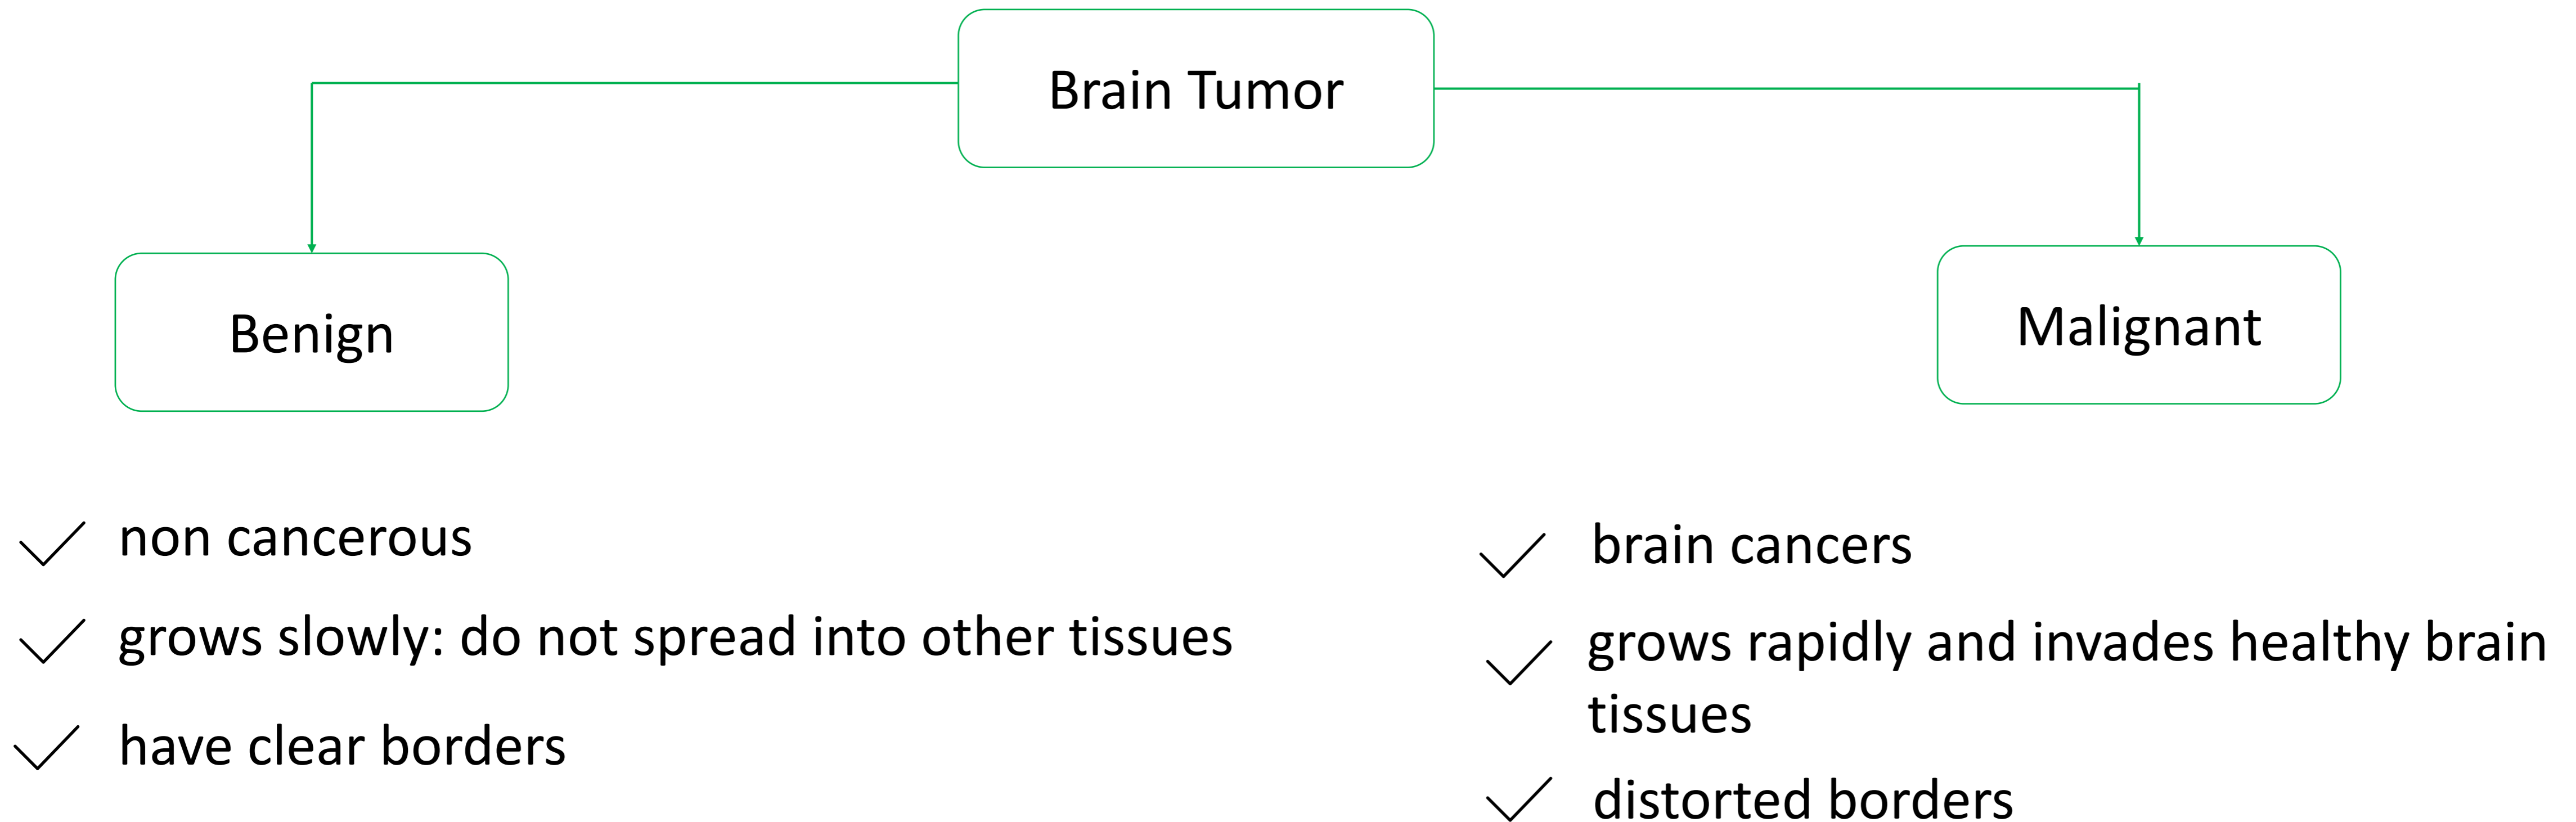 Brain Tumor
Benign
Malignant
non cancerous
grows slowly: do not spread into other tissues
have clear borders
brain cancers
grows rapidly and invades healthy brain
tissues
distorted borders